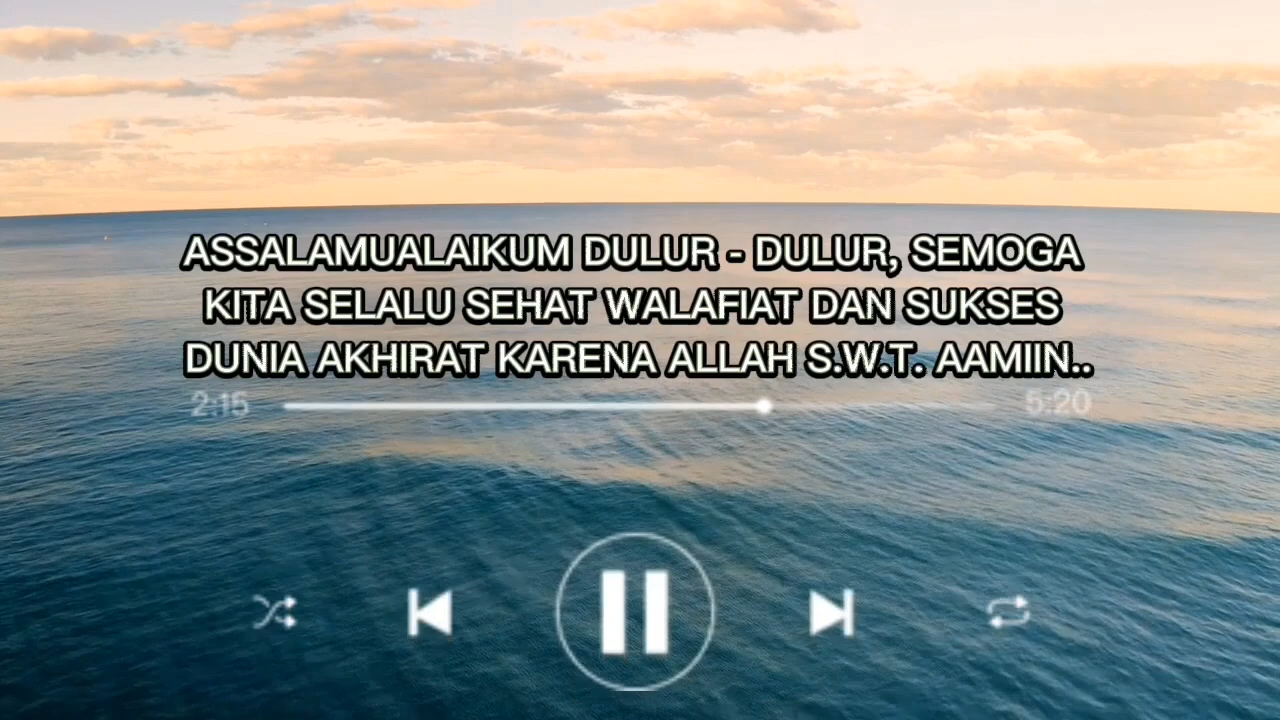 ASSALAMUALAIKUM DULUR - DULUR, SEMOGA
KITA SELALU SEHAT WALAFIAT DAN SUKSES
DUNIA AKHIRAT KARENA ALLAH S.W.T. AAMIIN..
2:15 5:20